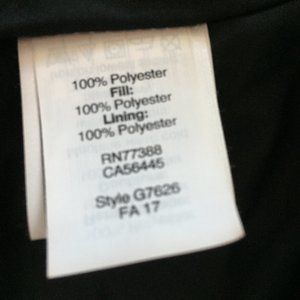 100% Polyester
Fill:
100% Polyester
Lining:
100% Polyester
RN77388
CA56445
Style G7626
FA 17